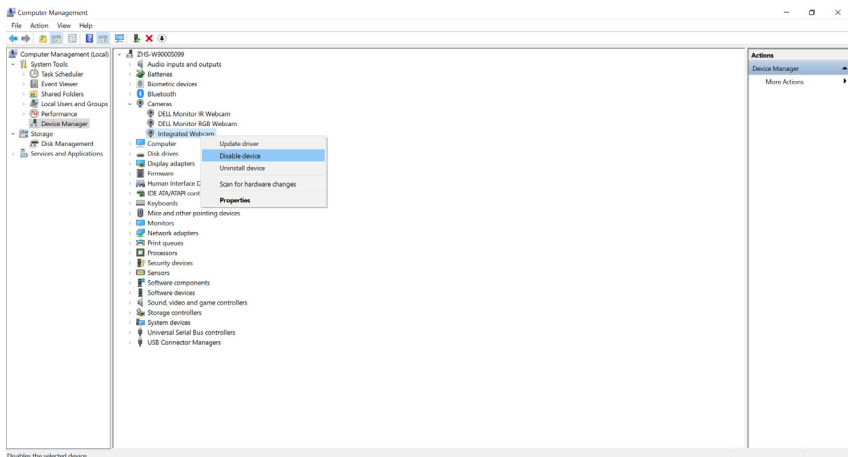 Computer Management
File Action View Help
Computer Management (Local)
System Tools
Task Scheduler
Event Viewer
Shared Folders
Local Users and Groups
Performance
Device Manager
Storage
Disk Management
Services and Applications
ZHS-W90005099
Audio inputs and outputs
Batteries
Biometric devices
Bluetooth
Cameras
DELL Monitor IR Webcam
DELL Monitor RGB Webcam
Integrated Webcam
Computer
Disk drives
Display adapters
Firmware
Human Interface D
IDE ATA/ATAPI cont
Keyboards
Mice and other pointing devices
Monitors
Network adapters
Print queues
Processors
Security devices
Sensors
Software components
Software devices
Sound, video and game controllers
Storage controllers
System devices
Universal Serial Bus controllers
USB Connector Managers
Update driver
Disable device
Uninstall device
Scan for hardware changes
Properties
Actions
Device Manager
More Actions
Disables the selected device